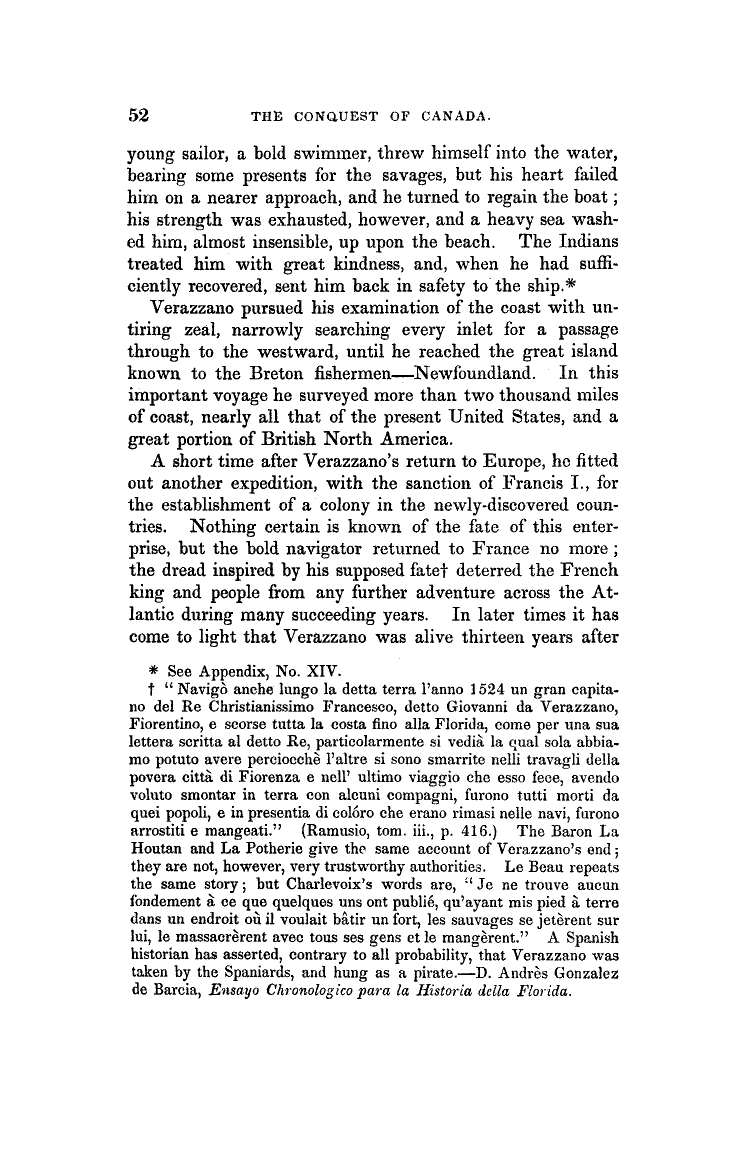 52 THE CONQUEST OF CANADA.
young sailor, a bold swimmer, threw himself into the water,
bearing some presents for the savages, but his heart failed
him on a nearer approach, and he turned to regain the boat ;
his strength was exhausted, however, and a heavy sea wash-
ed him, almost insensible, up upon the beach. The Indians
treated him with great kindness, and, when he had suffi-
ciently recovered, sent him back in safety to the ship.*
Verazzano pursued his examination of the coast with un-
tiring zeal, narrowly searching every inlet for a passage
through to the westward, until he reached the great island
known to the Breton fishermen—Newfoundland. In this
important voyage he surveyed more than two thousand miles
of coast, nearly all that of the present United States, and a
great portion of British North America.
A short time after Verazzano's return to Europe, he fitted
out another expedition, with the sanction of Francis I., for
the establishment of a colony in the newly-discovered coun-
tries. Nothing certain is known of the fate of this enter-
prise, but the bold navigator returned to France no more ;
the dread inspired by his supposed fate† deterred the French
king and people from any further adventure across the At-
lantic during many succeeding years. In later times it has
come to light that Verazzano was alive thirteen years after
* See Appendix, No. XIV.
† “ Navigò anche lungo la detta terra l'anno 1524 un gran capita-
no del Re Christianissimo Francesco, detto Giovanni da Verazzano,
Fiorentino, e scorse tutta la costa fino alla Florida, come per una sua
lettera scritta al detto Re, particolarmente si vedià la qual sola abbia-
mo potuto avere perciocchè l'altre si sono smarrite nelli travagli della
povera città di Fiorenza e nell' ultimo viaggio che esso fece, avendo
voluto smontar in terra con alcuni compagni, furono tutti morti da
quei popoli, e in presentia di colóro che erano rimasi nelle navi, furono
arrostiti e mangeati.” (Ramusio, tom. iii., p. 416.) The Baron La
Houtan and La Potherie give the same account of Verazzano's end ;
they are not, however, very trustworthy authorities. Le Beau repeats
the same story ; but Charlevoix's words are, “ Je ne trouve aucun
fondement à ce que quelques uns ont publié, qu'ayant mis pied à terre
dans un endroit où il voulait bâtir un fort, les sauvages se jetèrent sur
lui, le massacrèrent avec tous ses gens et le mangèrent.” A Spanish
historian has asserted, contrary to all probability, that Verazzano was
taken by the Spaniards, and hung as a pirate.—D. Andrès Gonzalez
de Barcia, Ensayo Chronologico para la Historia della Florida.